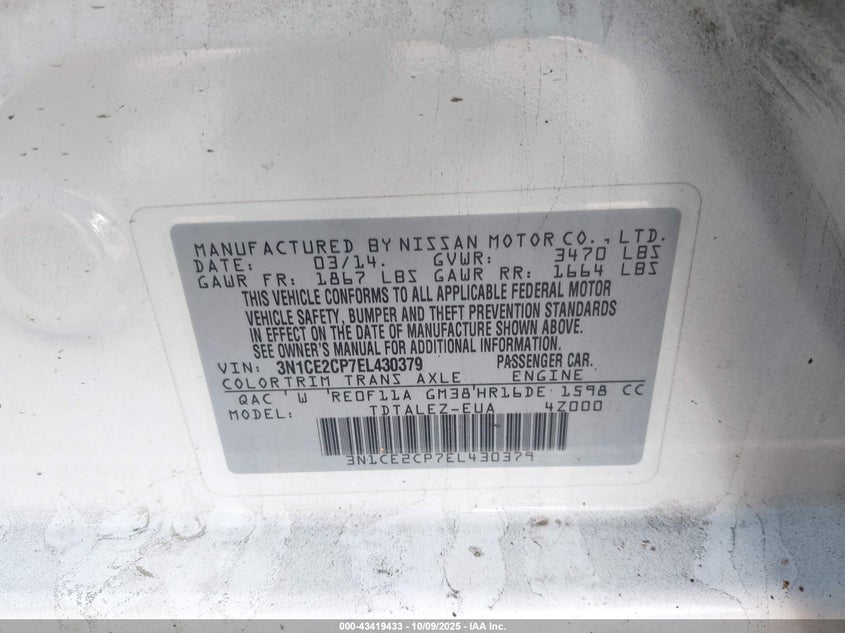 MANUFACTURED BY NISSAN MOTOR CO., LTD.
DATE: 03/14. GVWR: 3470 LBS
GAWR FR: 1867 LBS GAWR RR: 1664 LBS
THIS VEHICLE CONFORMS TO ALL APPLICABLE FEDERAL MOTOR
VEHICLE SAFETY, BUMPER AND THEFT PREVENTION STANDARDS
IN EFFECT ON THE DATE OF MANUFACTURE SHOWN ABOVE.
SEE OWNER'S MANUAL FOR ADDITIONAL INFORMATION
VIN: 3N1CE2CP7EL430379 PASSENGER CAR.
COLORTRIM TRANS AXLE ENGINE
QAC 'W 'RE0F11A GM38'HR16DE 1598 CC
MODEL: TDTALEZ-EUA 4Z000
3N1CE2CP7EL430379
000-43419433 - 10/09/2025 - IAA Inc.